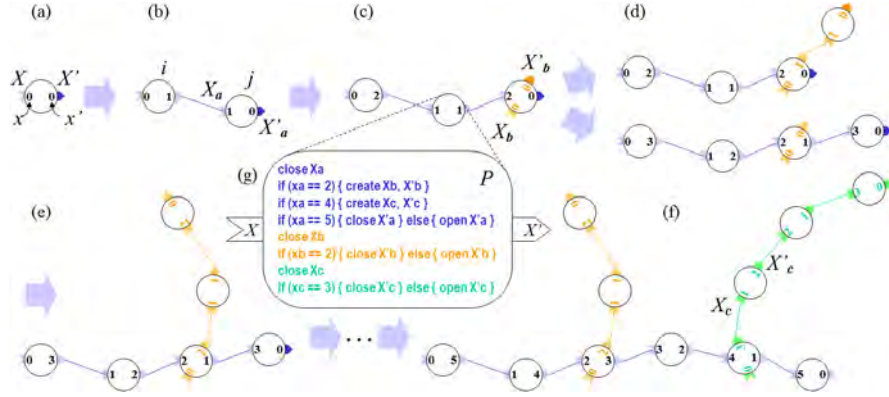 (a)
(b)
(c)
(d)
X
X'
0 0
x
x'
i
j
X_a
X'_a
0 1
1 0
0 2
1 1
2 0
X'_b
X_b
0 2
1 1
2 0
0 3
1 2
2 1
3 0
(g)
P
close Xa
if (xa == 2) { create Xb, X'b }
if (xa == 4) { create Xc, X'c }
if (xa == 5) { close X'a } else { open X'a }
close Xb
if (xb == 2) { close X'b } else { open X'b }
close Xc
if (xc == 3) { close X'c } else { open X'c }
X
X'
(e)
(f)
X'_c
X_c
0 3
1 2
2 1
3 0
...
0 5
1 4
2 3
3 2
4 1
5 0